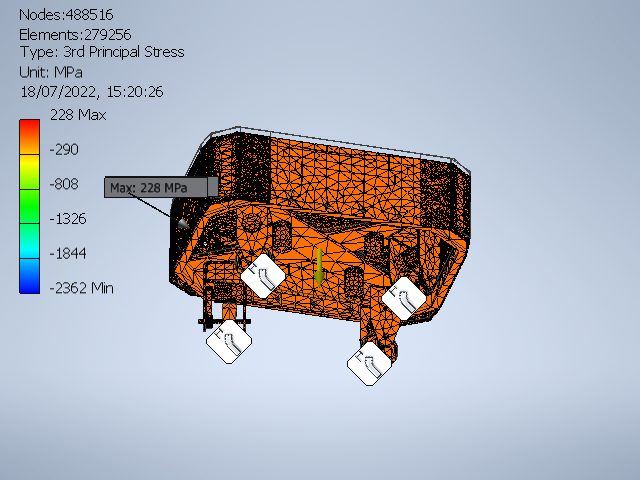 Nodes:488516
Elements:279256
Type: 3rd Principal Stress
Unit: MPa
18/07/2022, 15:20:26
228 Max
-290
-808
-1326
-1844
-2362 Min
Max: 228 MPa